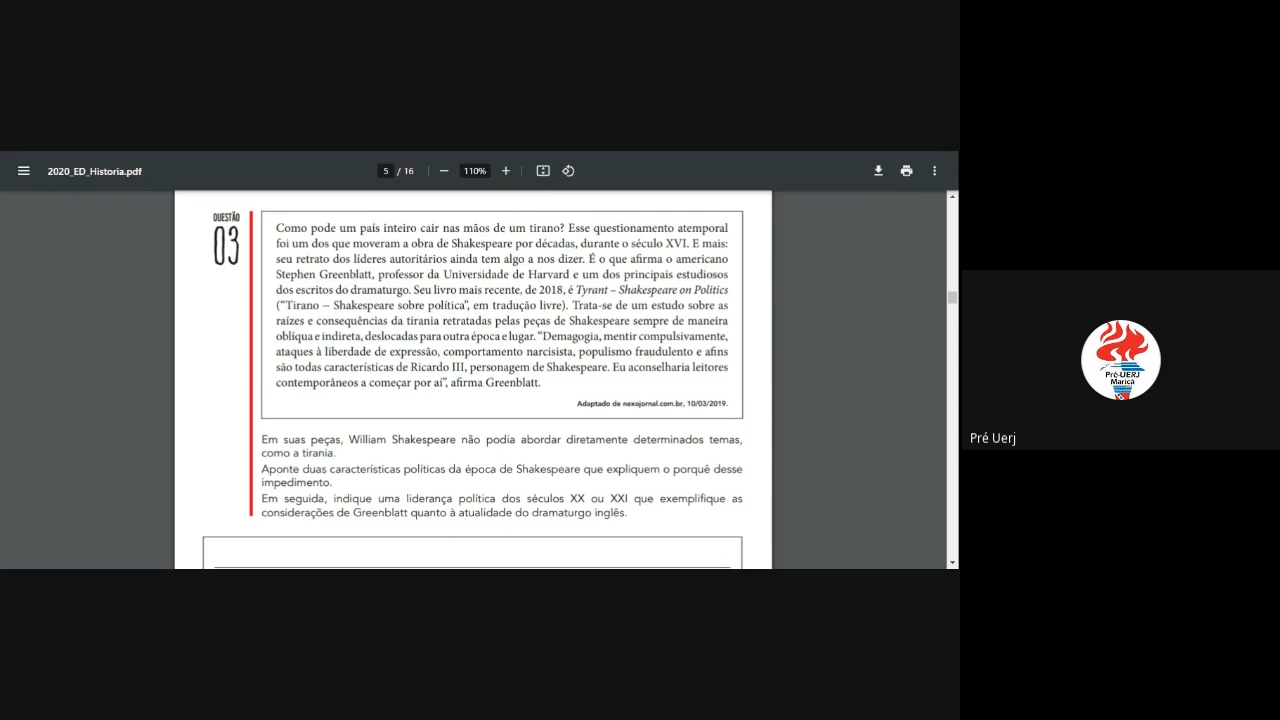 2020_ED_Historia.pdf
5 / 16
110%
QUESTÃO
03
Como pode um país inteiro cair nas mãos de um tirano? Esse questionamento atemporal
foi um dos que moveram a obra de Shakespeare por décadas, durante o século XVI. E mais:
seu retrato dos líderes autoritários ainda tem algo a nos dizer. É o que afirma o americano
Stephen Greenblatt, professor da Universidade de Harvard e um dos principais estudiosos
dos escritos do dramaturgo. Seu livro mais recente, de 2018, é Tyrant – Shakespeare on Politics
(“Tirano – Shakespeare sobre política”, em tradução livre). Trata-se de um estudo sobre as
raízes e consequências da tirania retratadas pelas peças de Shakespeare sempre de maneira
oblíqua e indireta, deslocadas para outra época e lugar. “Demagogia, mentir compulsivamente,
ataques à liberdade de expressão, comportamento narcisista, populismo fraudulento e afins
são todas características de Ricardo III, personagem de Shakespeare. Eu aconselharia leitores
contemporâneos a começar por aí”, afirma Greenblatt.
Adaptado de nexojornal.com.br, 10/03/2019.
Em suas peças, William Shakespeare não podia abordar diretamente determinados temas,
como a tirania.
Aponte duas características políticas da época de Shakespeare que expliquem o porquê desse
impedimento.
Em seguida, indique uma liderança política dos séculos XX ou XXI que exemplifique as
considerações de Greenblatt quanto à atualidade do dramaturgo inglês.
Pré-UERJ
Maricá
Pré Uerj